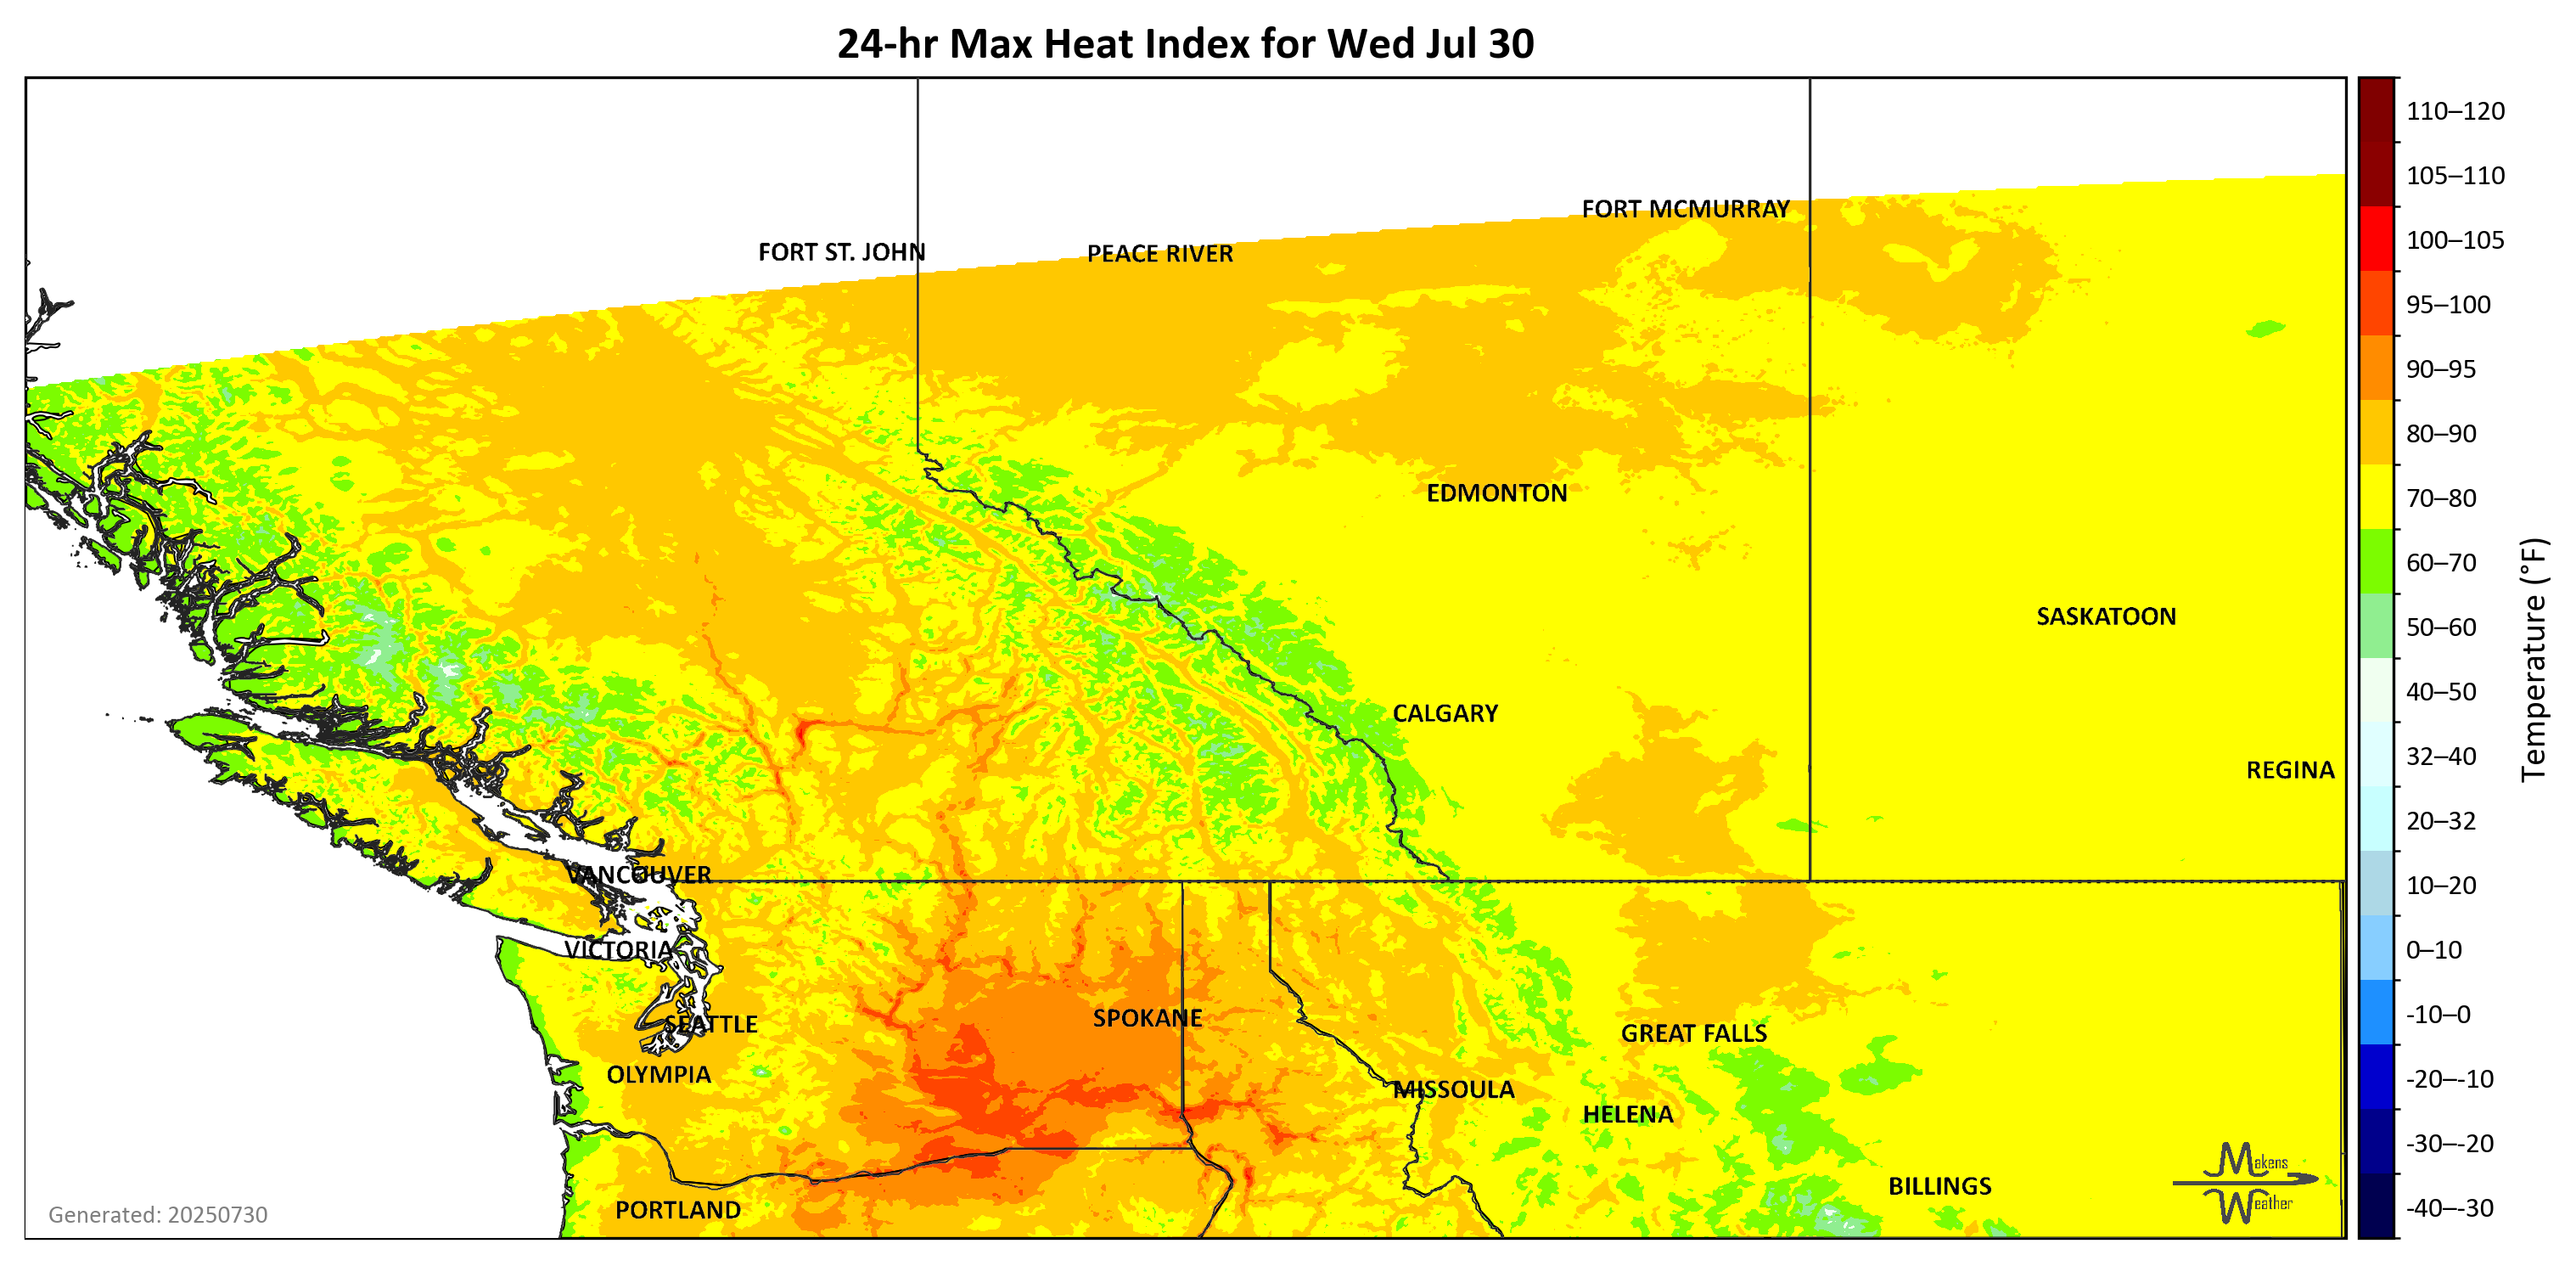 24-hr Max Heat Index for Wed Jul 30
110–120
105–110
FORT MCMURRAY
100–105
FORT ST. JOHN
PEACE RIVER
95–100
90–95
80–90
EDMONTON
70–80
60–70
SASKATOON
50–60
40–50
CALGARY
32–40
REGINA
Temperature (°F)
20–32
VANCOUVER
10–20
VICTORIA
0–10
SPOKANE
-10–0
SEATTLE
GREAT FALLS
OLYMPIA
-20–-10
MISSOULA
HELENA
-30–-20
Makens
Weather
BILLINGS
PORTLAND
-40–-30
Generated: 20250730